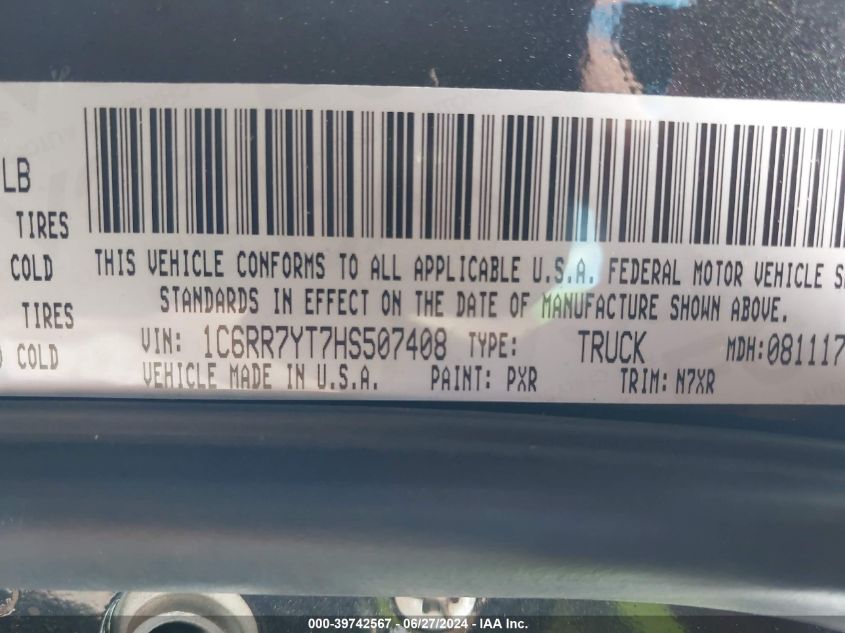 LB
TIRES
COLD
TIRES
COLD
THIS VEHICLE CONFORMS TO ALL APPLICABLE U.S.A. FEDERAL MOTOR VEHICLE
STANDARDS IN EFFECT ON THE DATE OF MANUFACTURE SHOWN ABOVE.
VIN: 1C6RR7YT7HS507408 TYPE: TRUCK MDH:081117
VEHICLE MADE IN U.S.A. PAINT: PXR TRIM: N7XR
000-39742567 - 06/27/2024 - IAA Inc.